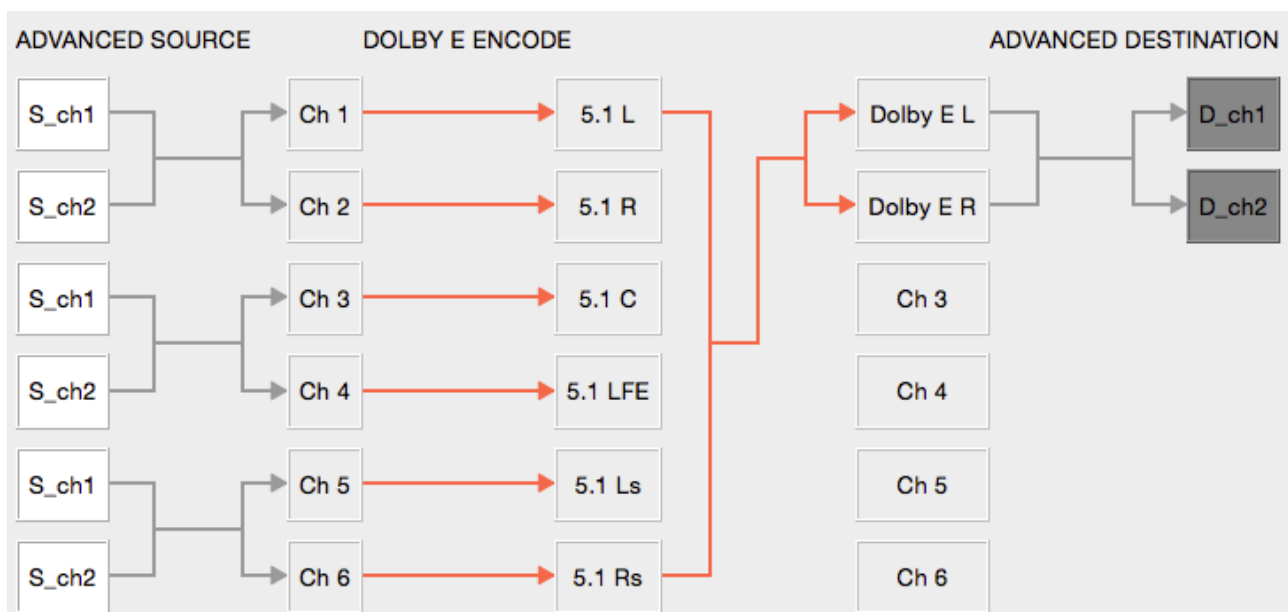 ADVANCED SOURCE DOLBY E ENCODE ADVANCED DESTINATION
S_ch1 Ch 1 5.1 L Dolby E L D_ch1
S_ch2 Ch 2 5.1 R Dolby E R D_ch2
S_ch1 Ch 3 5.1 C Ch 3
S_ch2 Ch 4 5.1 LFE Ch 4
S_ch1 Ch 5 5.1 Ls Ch 5
S_ch2 Ch 6 5.1 Rs Ch 6